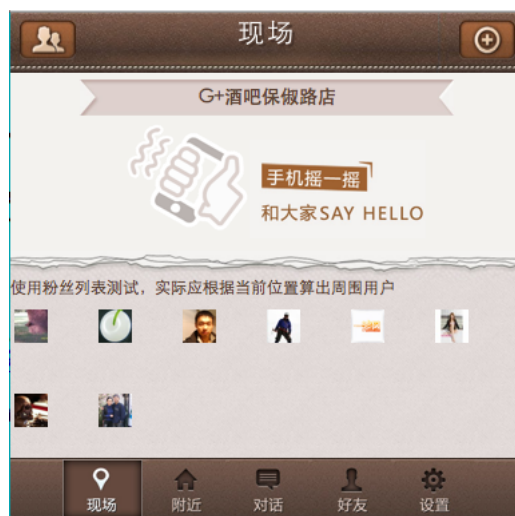 现场
G+酒吧保俶路店
手机摇一摇
和大家SAY HELLO
使用粉丝列表测试，实际应根据当前位置算出周围用户
现场
附近
对话
好友
设置